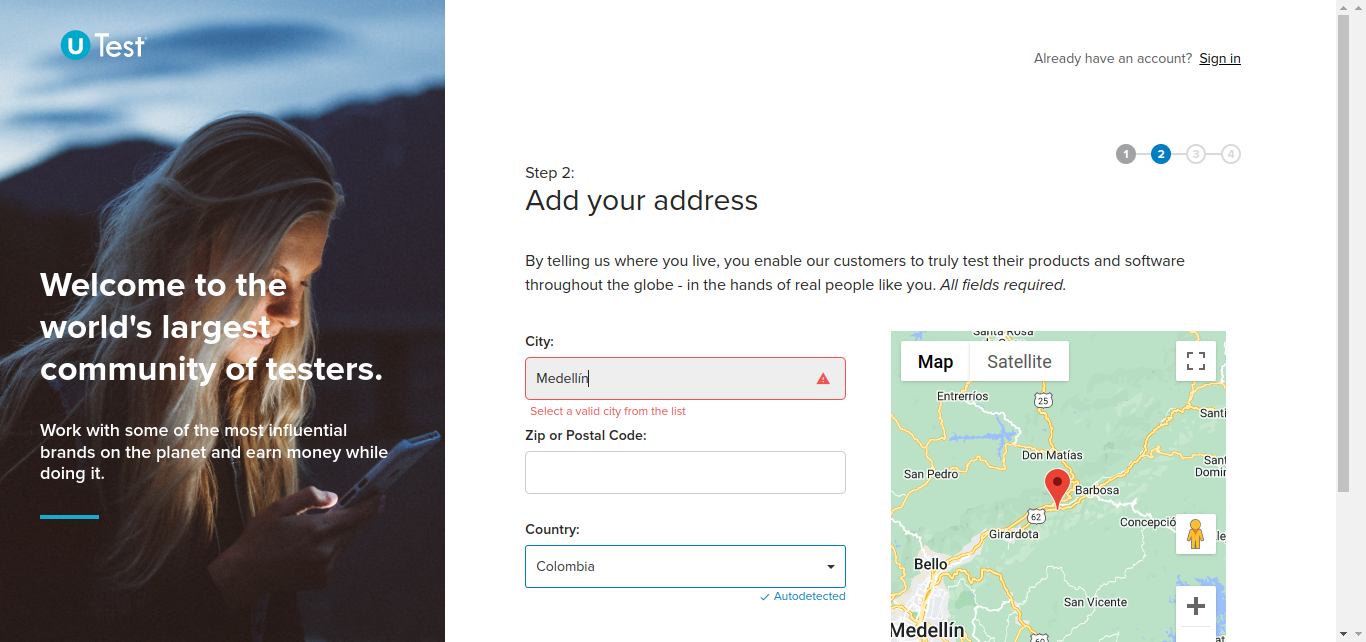 U Test
Already have an account? Sign in
1 2 3 4
Step 2:
Add your address
By telling us where you live, you enable our customers to truly test their products and software
throughout the globe - in the hands of real people like you. All fields required.
Welcome to the
world's largest
community of testers.
Work with some of the most influential
brands on the planet and earn money while
doing it.
City:
Medellín
Select a valid city from the list
Zip or Postal Code:
Country:
Colombia
Autodetected
Santa Rosa
Map Satellite
Entrerríos
25
Santi
Don Matías
San Pedro
Sant
Domin
Barbosa
62
Concepció
Girardota
Bello
San Vicente
Medellín
60